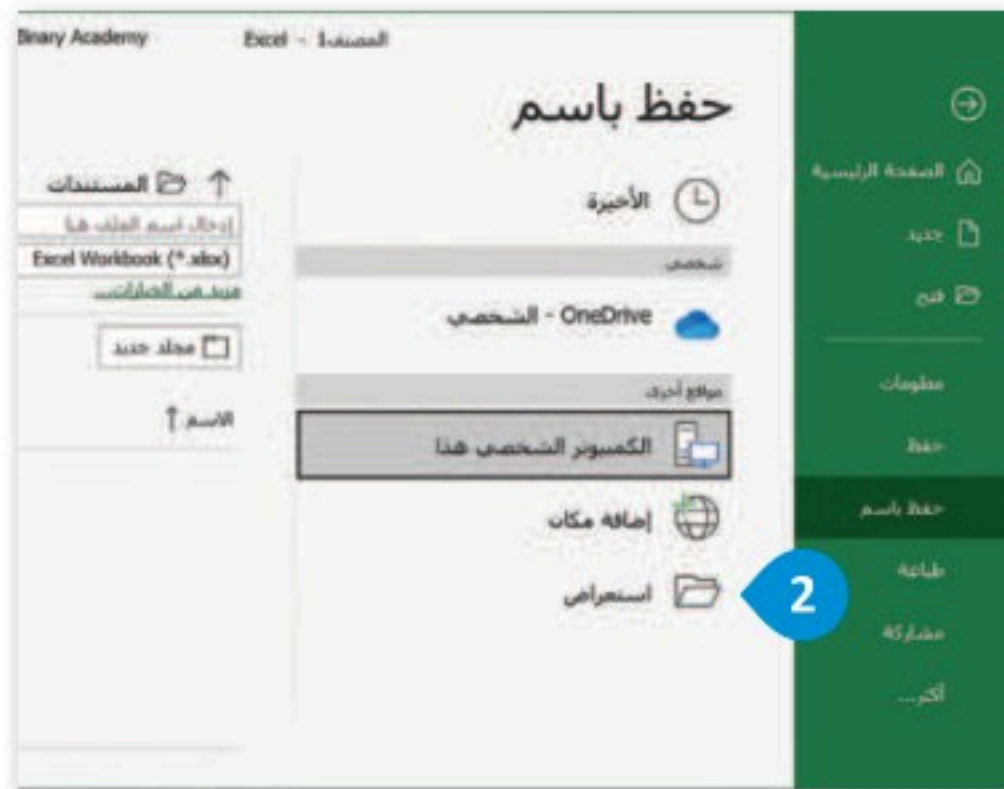 المصنف1 - Excel
Binary Academy
حفظ باسم
الصفحة الرئيسية
جديد
فتح
معلومات
حفظ
حفظ باسم
طباعة
مشاركة
أكثر...
الأخيرة
شخصي
OneDrive - الشخصي
مواقع أخرى
الكمبيوتر الشخصي هذا
إضافة مكان
استعراض
2
المستندات
إدخال اسم الملف هنا
Excel Workbook (*.xlsx)
مزيد من الخيارات...
مجلد جديد
الاسم ↑